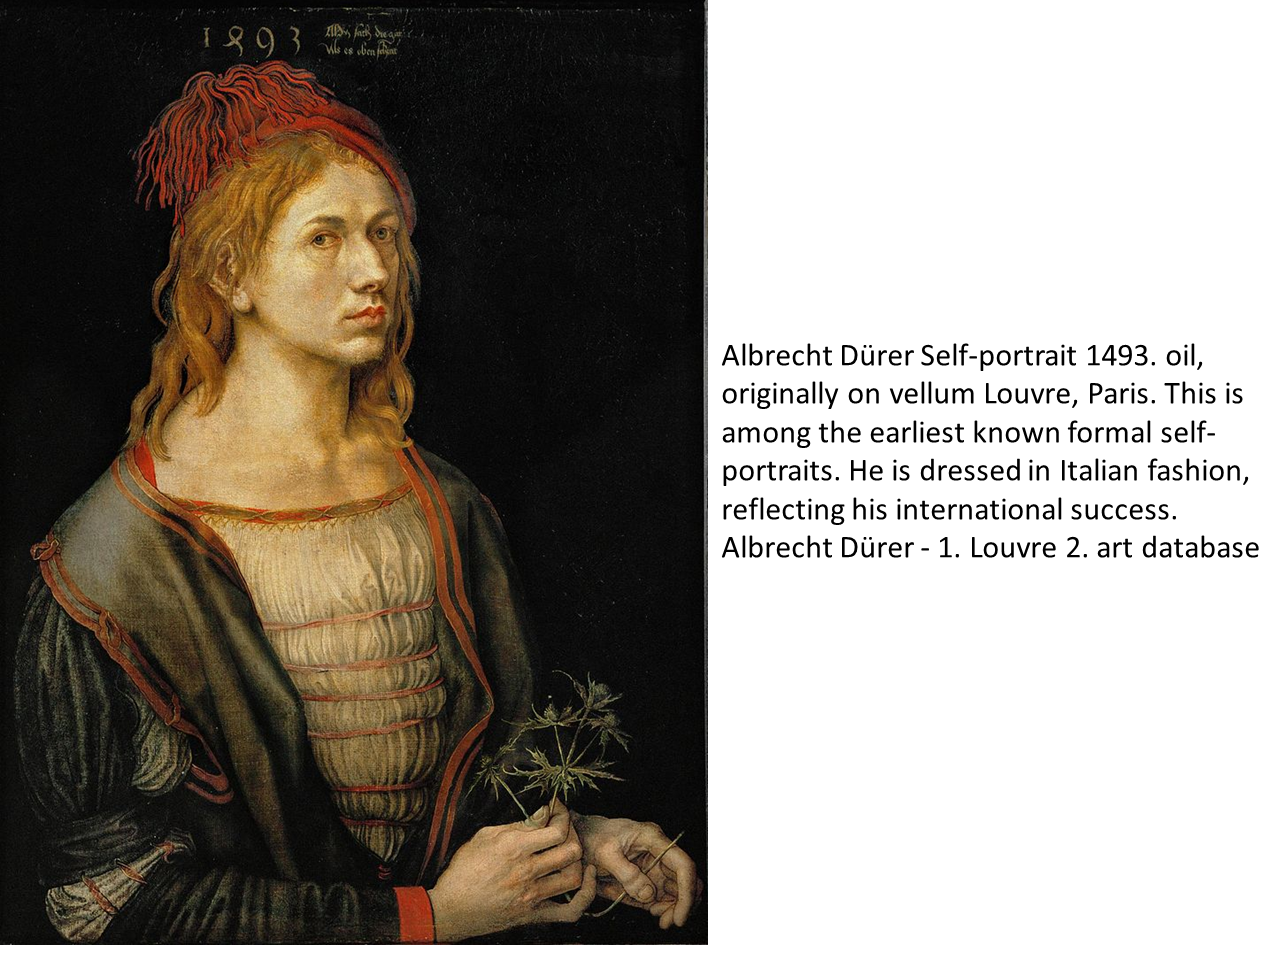 1493
Albrecht Dürer Self-portrait 1493. oil,
originally on vellum Louvre, Paris. This is
among the earliest known formal self-
portraits. He is dressed in Italian fashion,
reflecting his international success.
Albrecht Dürer - 1. Louvre 2. art database